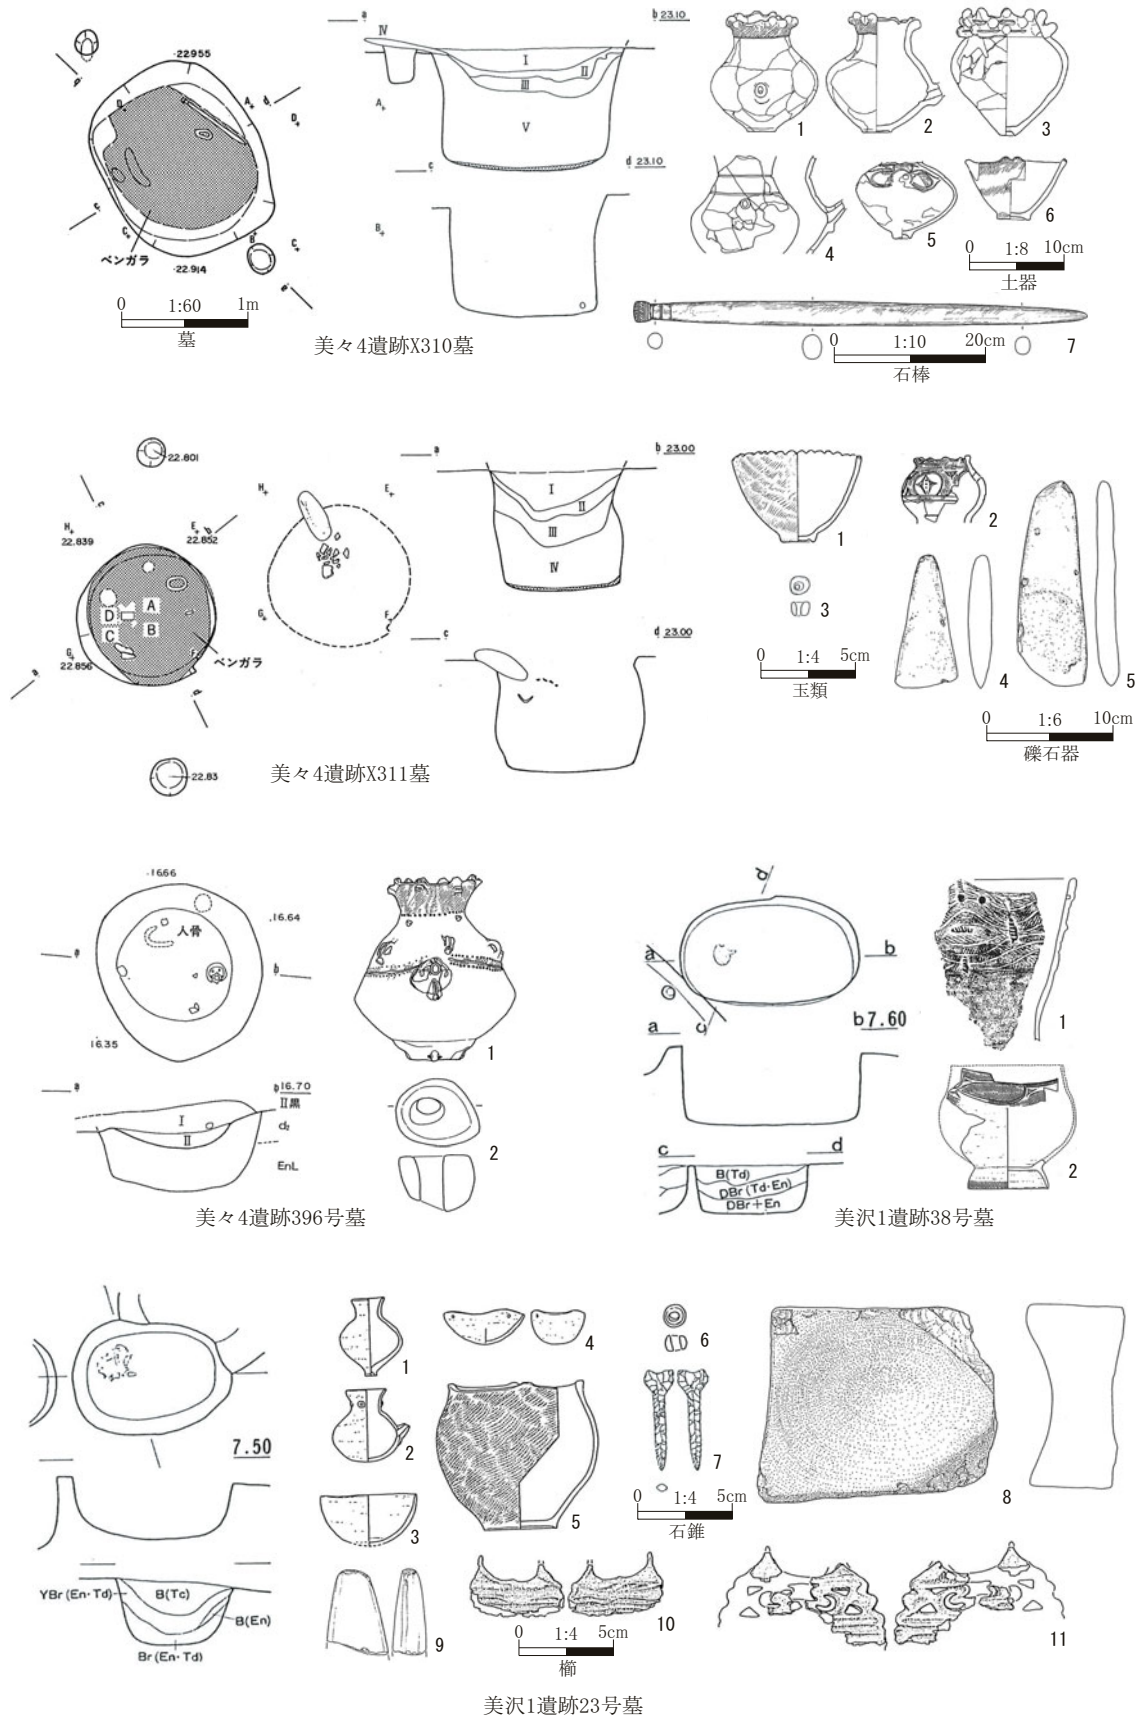 22.955
22.914
ベンガラ
0 1:60 1m
墓
a
b 23.10
Ⅳ
Ⅰ
Ⅱ
Ⅲ
Ⅴ
A+
c
d 23.10
B+
1
2
3
4
5
6
0 1:8 10cm
土器
7
0 1:10 20cm
石棒
美々4遺跡X310墓
22.801
H+
22.839
E+
22.852
A
D
B
C
G+
22.856
F+
ベンガラ
22.83
H+
E+
G+
F+
a
b 23.00
Ⅰ
Ⅱ
Ⅲ
Ⅳ
c
d 23.00
1
2
3
4
5
0 1:4 5cm
玉類
0 1:6 10cm
礫石器
美々4遺跡X311墓
16.66
16.64
人骨
a
b
16.35
a
b 16.70
Ⅱ黒
Ⅰ
d₂
Ⅱ
EnL
1
2
美々4遺跡396号墓
d
a
b
c
a
b 7.60
c
d
B(Td)
DBr(Td·En)
DBr+En
1
2
美沢1遺跡38号墓
7.50
YBr(En·Td)
B(Tc)
B(En)
Br(En·Td)
1
2
3
4
5
6
7
0 1:4 5cm
石錐
8
9
10
0 1:4 5cm
櫛
11
美沢1遺跡23号墓